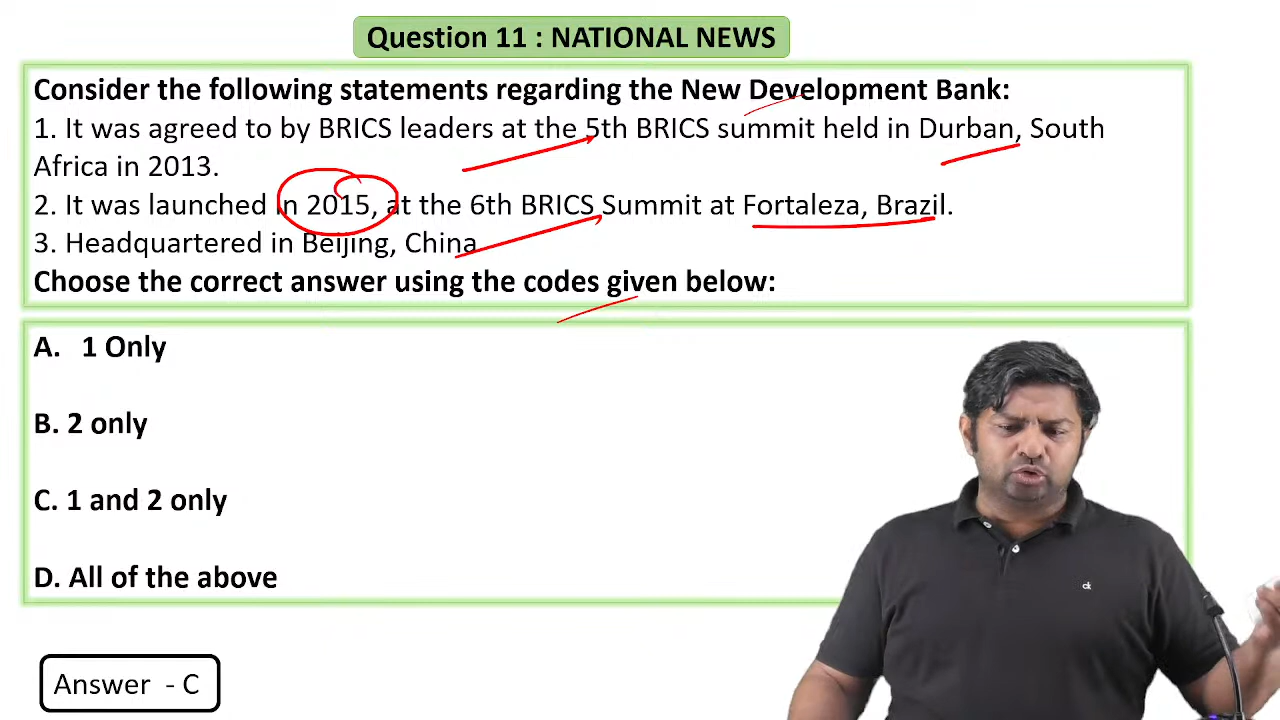 Question 11 : NATIONAL NEWS
Consider the following statements regarding the New Development Bank:
1. It was agreed to by BRICS leaders at the 5th BRICS summit held in Durban, South
Africa in 2013.
2. It was launched in 2015, at the 6th BRICS Summit at Fortaleza, Brazil.
3. Headquartered in Beijing, China
Choose the correct answer using the codes given below:
A. 1 Only
B. 2 only
C. 1 and 2 only
D. All of the above
Answer - C
ck